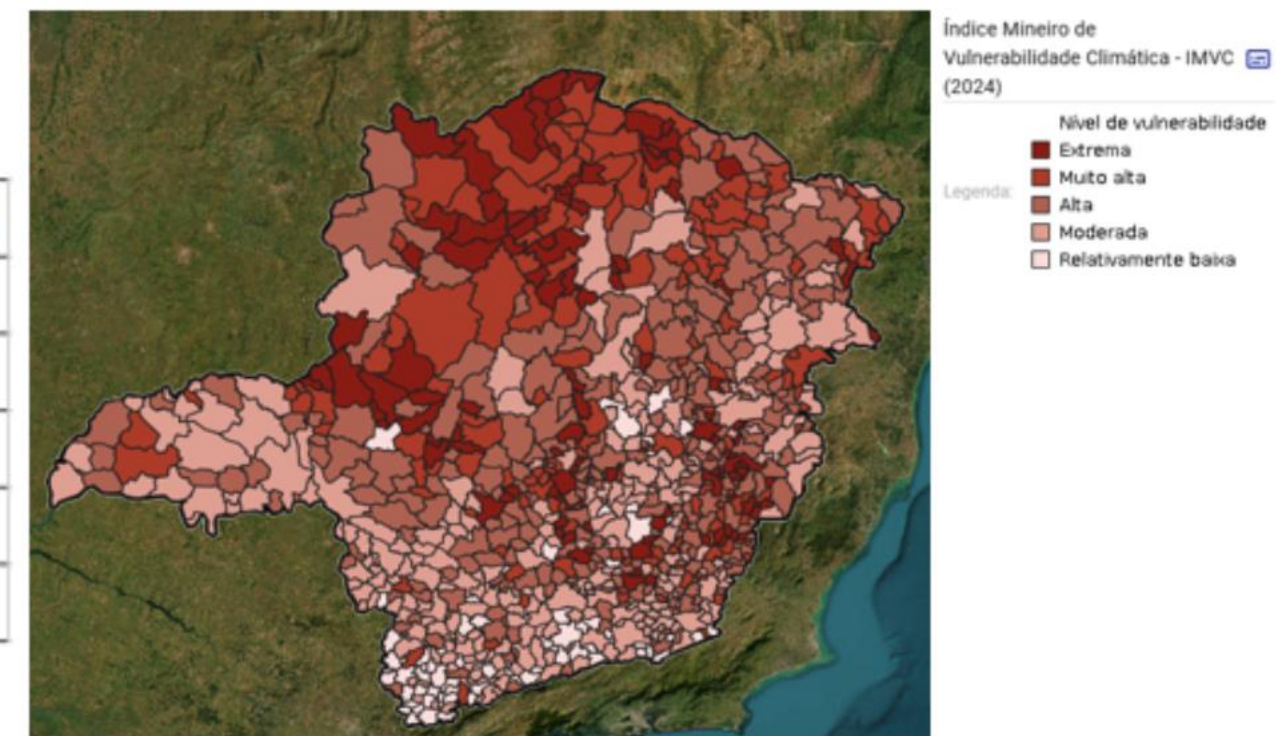 Índice Mineiro de
Vulnerabilidade Climática - IMVC
(2024)
Nível de vulnerabilidade
Extrema
Muito alta
Legenda:
Alta
Moderada
Relativamente baixa